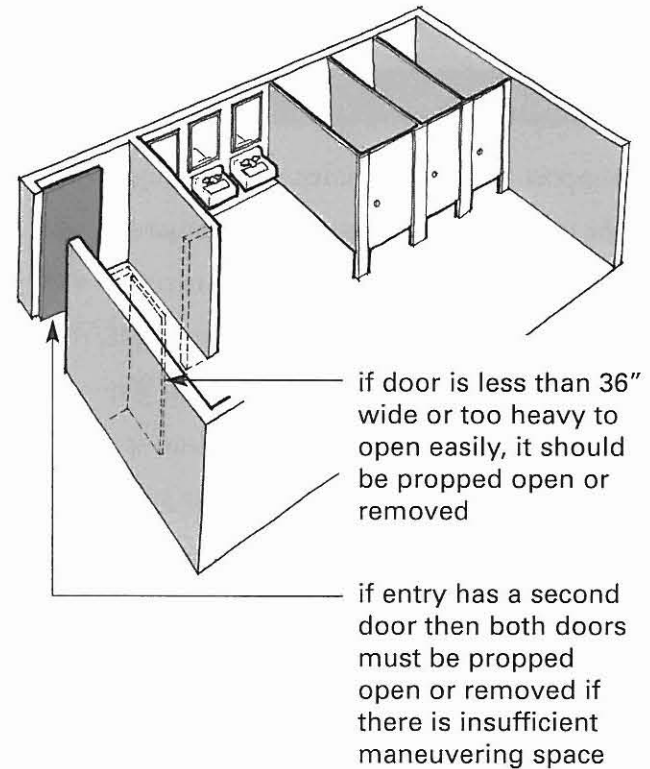 if door is less than 36″
wide or too heavy to
open easily, it should
be propped open or
removed
if entry has a second
door then both doors
must be propped
open or removed if
there is insufficient
maneuvering space